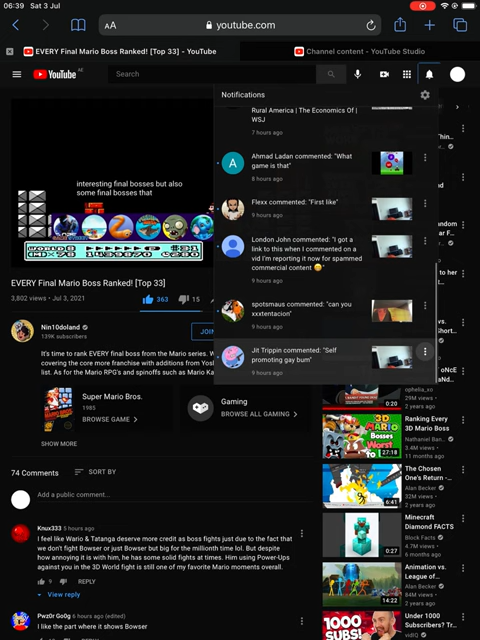 06:39 Sat 3 Jul
AA
youtube.com
EVERY Final Mario Boss Ranked! [Top 33] - YouTube
Channel content - YouTube Studio
YouTube
Search
Notifications
Rural America | The Economics Of |
WSJ
7 hours ago
Ahmad Ladan commented: "What
game is that"
8 hours ago
Flexx commented: "First like"
9 hours ago
London John commented: "I got a
link to this when I commented on a
vid I'm reporting it now for spammed
commercial content 😁"
9 hours ago
spotsmaus commented: "can you
xxxtentacion"
9 hours ago
Jit Trippin commented: "Self
promoting gay bum"
9 hours ago
interesting final bosses but also
some final bosses that
EVERY Final Mario Boss Ranked! [Top 33]
3,802 views • Jul 3, 2021
363
15
Nin10doland
139K subscribers
JOIN
It's time to rank EVERY final boss from the Mario series. W
covering the core more franchise with additions from Yos
list. As for the Mario RPG's and spinoffs such as Mario Ka
Super Mario Bros.
1985
BROWSE GAME
Gaming
BROWSE ALL GAMING
SHOW MORE
74 Comments
SORT BY
Add a public comment...
Knux333 5 hours ago
I feel like Wario & Tatanga deserve more credit as boss fights just due to the fact that
we don't fight Bowser or just Bowser but big for the millionth time lol. But despite
how annoying it is with him, he has some solid fights at times. Him using Power-Ups
against you in the 3D World fight is still one of my favorite Mario moments overall.
9
REPLY
View reply
Pwz0r Go0g 6 hours ago (edited)
I like the part where it shows Bowser
ophelia_xo
29M views •
2 years ago
0:20
Ranking Every
3D Mario Boss
Nathaniel Ban..
3.4M views •
11 months ago
27:18
The Chosen
One's Return -...
Alan Becker
32M views •
2 years ago
6:41
Minecraft
Diamond FACTS
Block Facts
4.7M views •
6 months ago
0:27
Animation vs.
League of...
Alan Becker
84M views •
2 years ago
14:22
Under 1000
Subscribers? Tr
vidIQ
1000
SUBS!